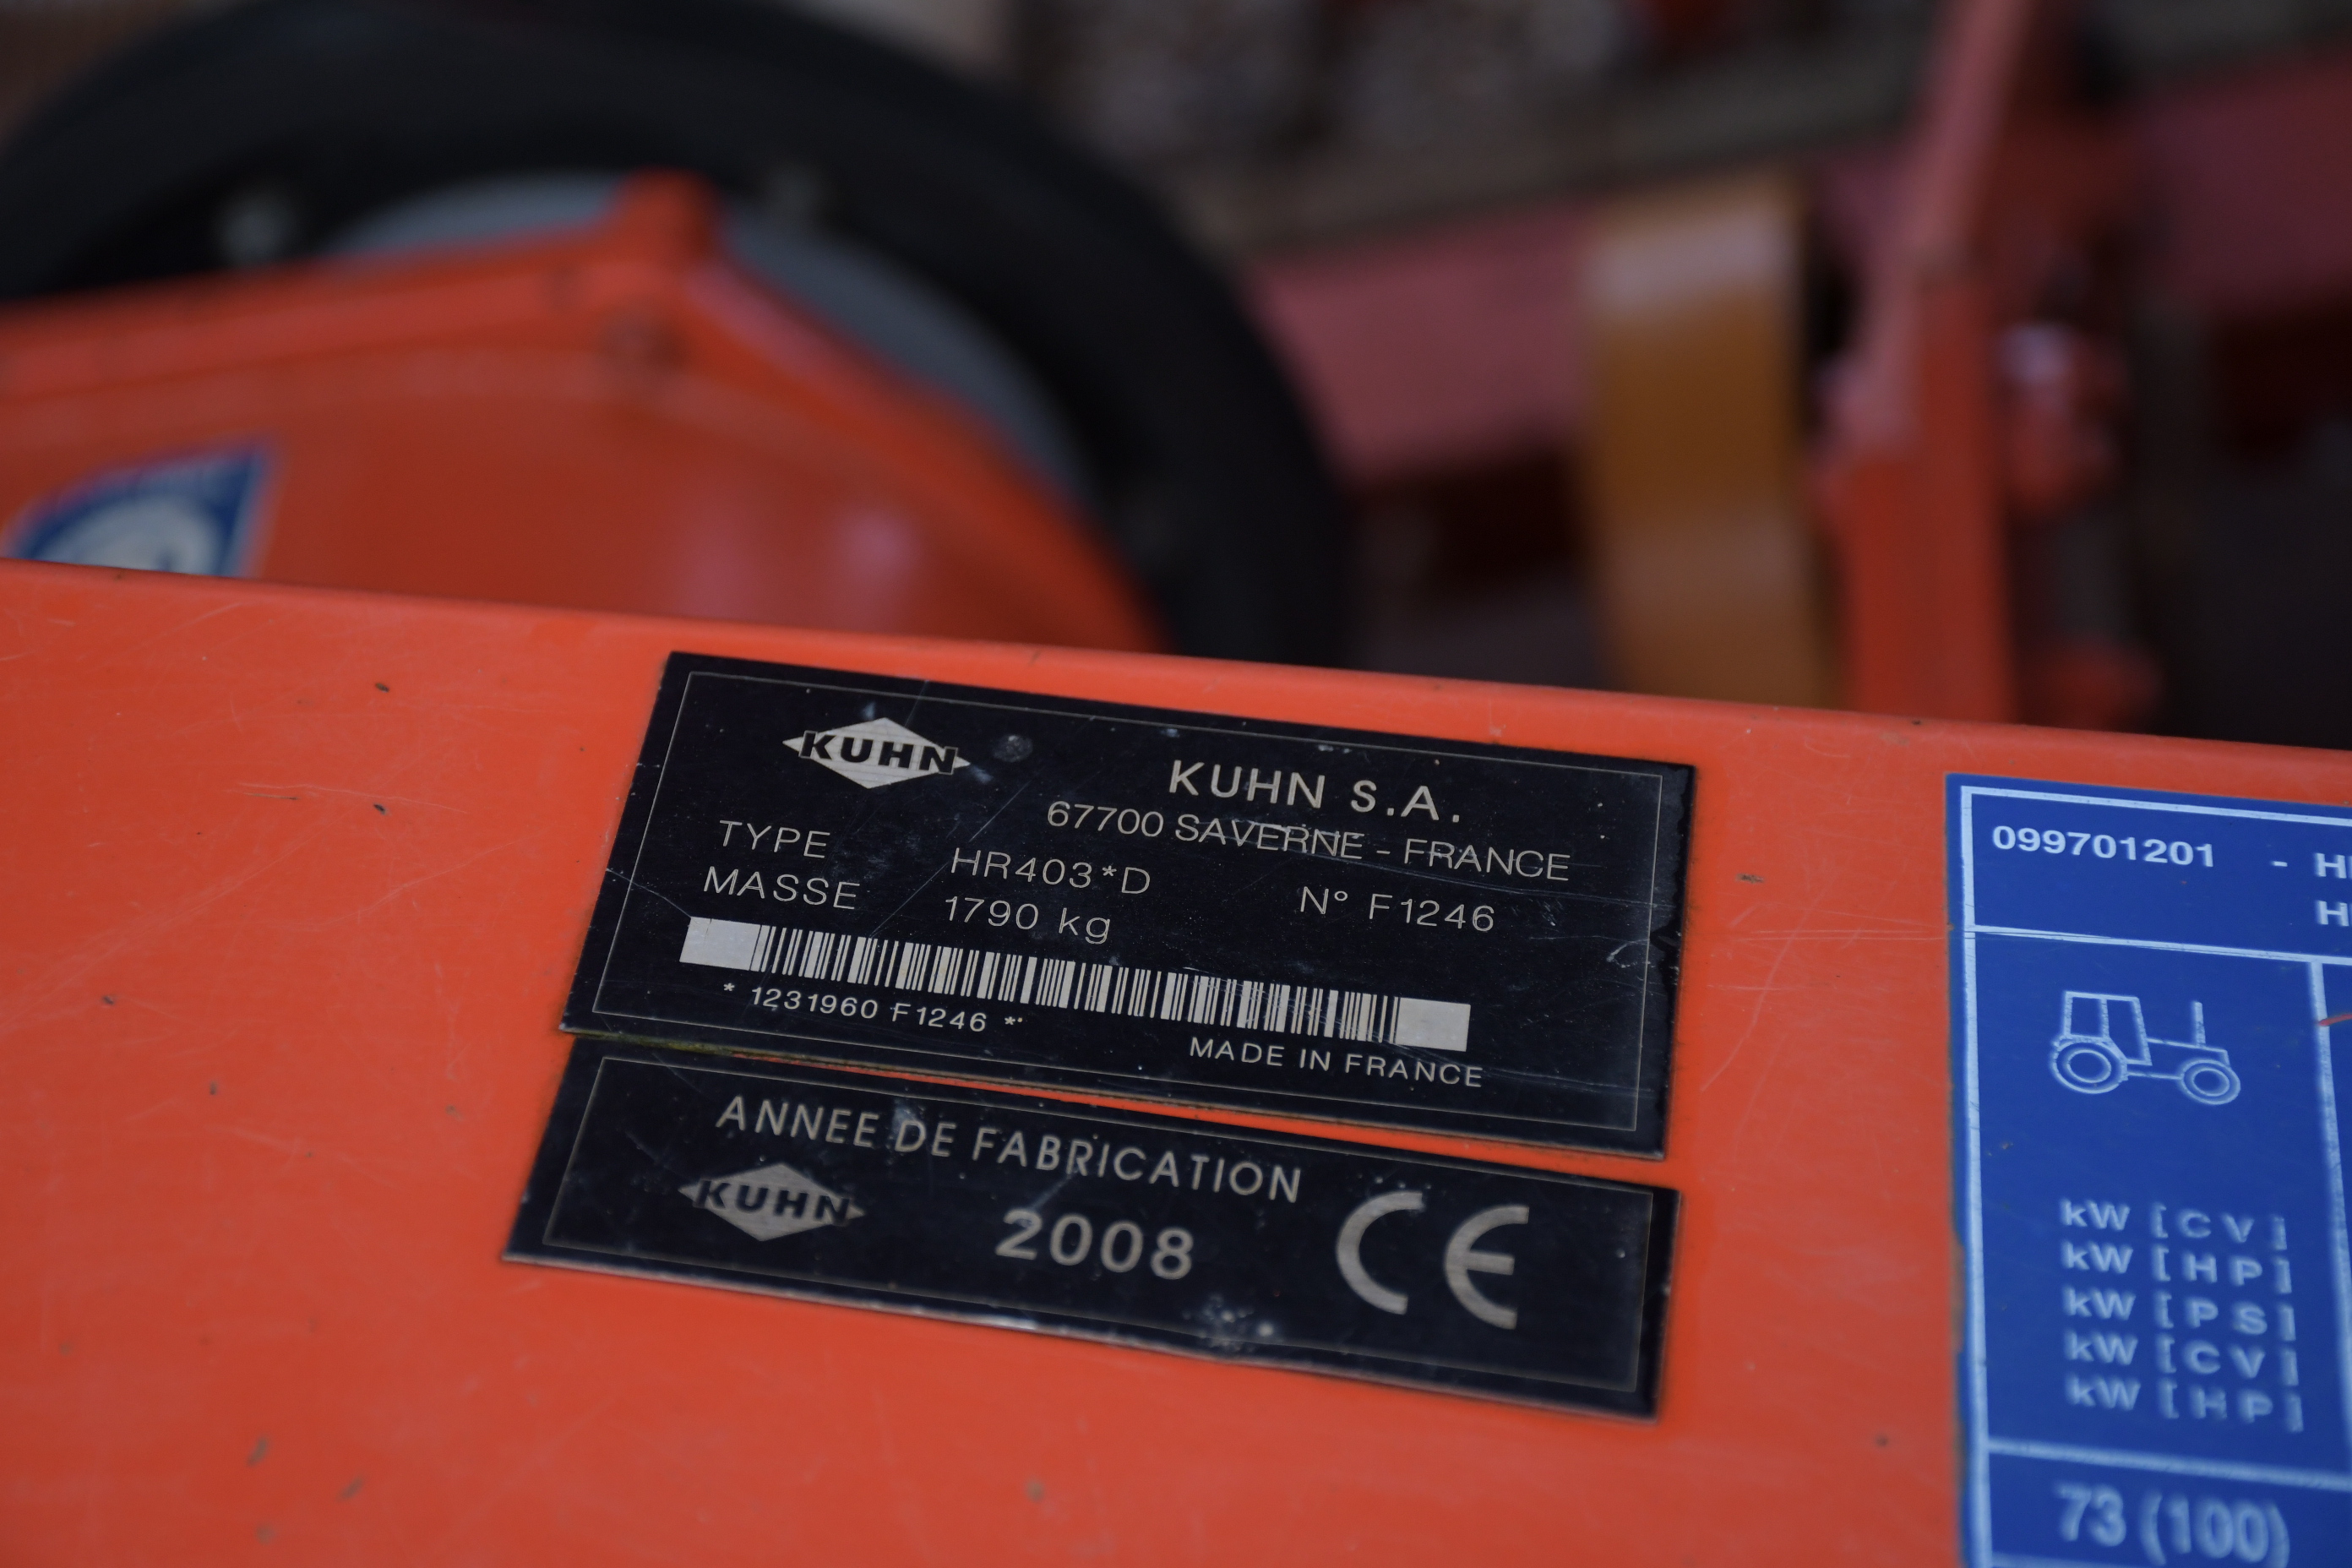 KUHN
KUHN S.A.
67700 SAVERNE - FRANCE
TYPE HR403*D
MASSE 1790 kg N° F1246
* 1231960 F1246 *
MADE IN FRANCE
ANNEE DE FABRICATION
KUHN 2008 CE
099701201 - H
H
kW [CV]
kW [HP]
kW [PS]
kW [CV]
kW [HP]
73 (100)